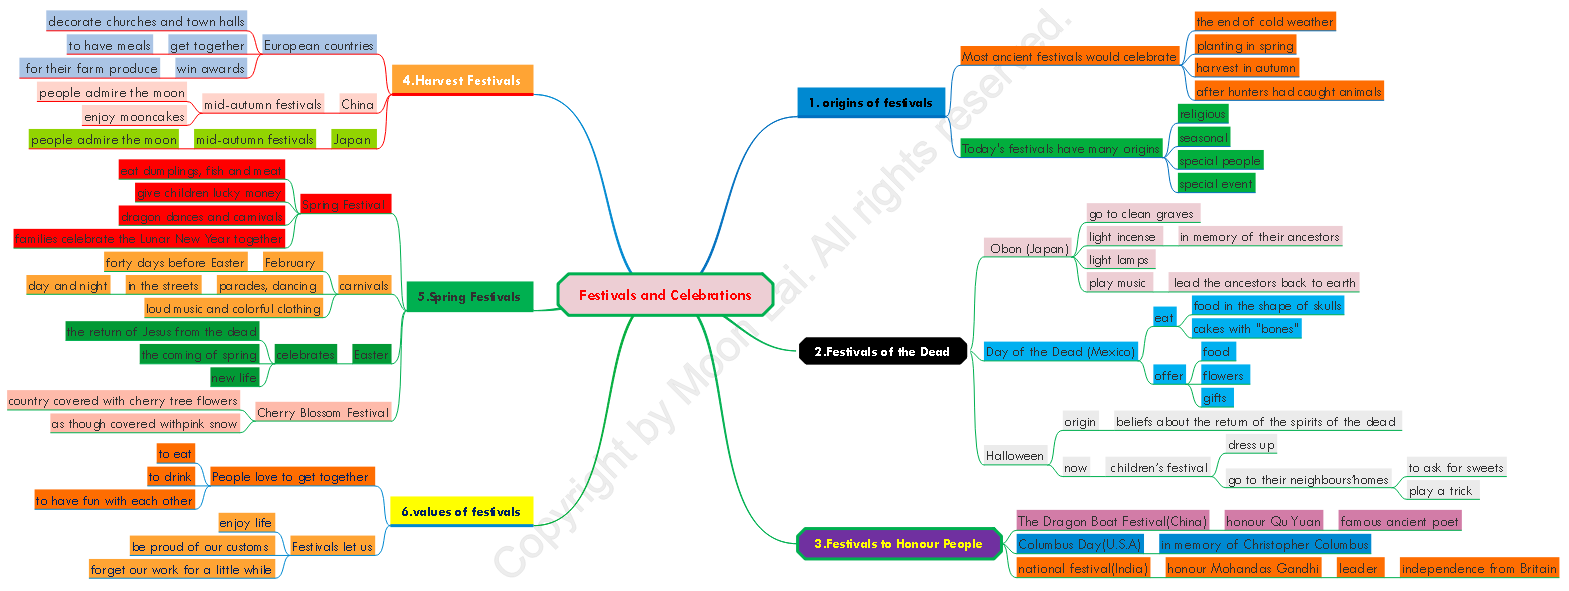 Festivals and Celebrations
1. origins of festivals
Most ancient festivals would celebrate
the end of cold weather
planting in spring
harvest in autumn
after hunters had caught animals
Today's festivals have many origins
religious
seasonal
special people
special event
2.Festivals of the Dead
Obon (Japan)
go to clean graves
light incense
in memory of their ancestors
light lamps
play music
lead the ancestors back to earth
Day of the Dead (Mexico)
eat
food in the shape of skulls
cakes with "bones"
offer
food
flowers
gifts
Halloween
origin
beliefs about the return of the spirits of the dead
now
children's festival
dress up
go to their neighbours'homes
to ask for sweets
play a trick
3.Festivals to Honour People
The Dragon Boat Festival(China)
honour Qu Yuan
famous ancient poet
Columbus Day(U.S.A)
in memory of Christopher Columbus
national festival(India)
honour Mohandas Gandhi
leader
independence from Britain
4.Harvest Festivals
European countries
decorate churches and town halls
get together
to have meals
win awards
for their farm produce
China
mid-autumn festivals
people admire the moon
enjoy mooncakes
Japan
mid-autumn festivals
people admire the moon
5.Spring Festivals
Spring Festival
eat dumplings, fish and meat
give children lucky money
dragon dances and carnivals
families celebrate the Lunar New Year together
carnivals
February
forty days before Easter
parades, dancing
in the streets
day and night
loud music and colorful clothing
Easter
celebrates
the return of Jesus from the dead
the coming of spring
new life
Cherry Blossom Festival
country covered with cherry tree flowers
as though covered withpink snow
6.values of festivals
People love to get together
to eat
to drink
to have fun with each other
Festivals let us
enjoy life
be proud of our customs
forget our work for a little while
Copyright by Moon Lai. All rights reserved.